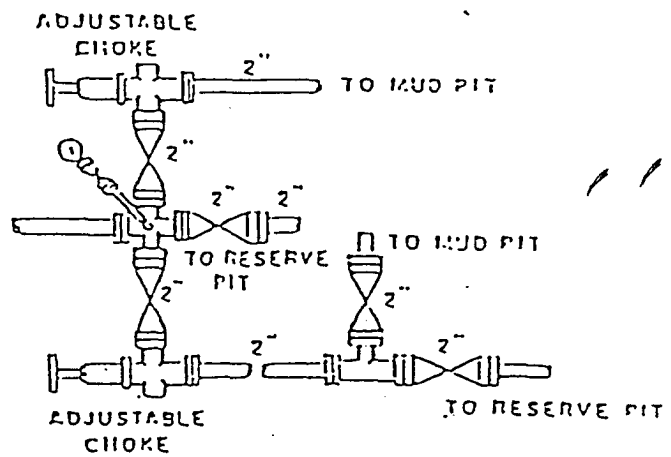 ADJUSTABLE
CHOKE
2"
TO MUD PIT
2"
2"
2"
TO RESERVE
PIT
TO MUD PIT
2"
2"
2"
2"
ADJUSTABLE
CHOKE
TO RESERVE PIT